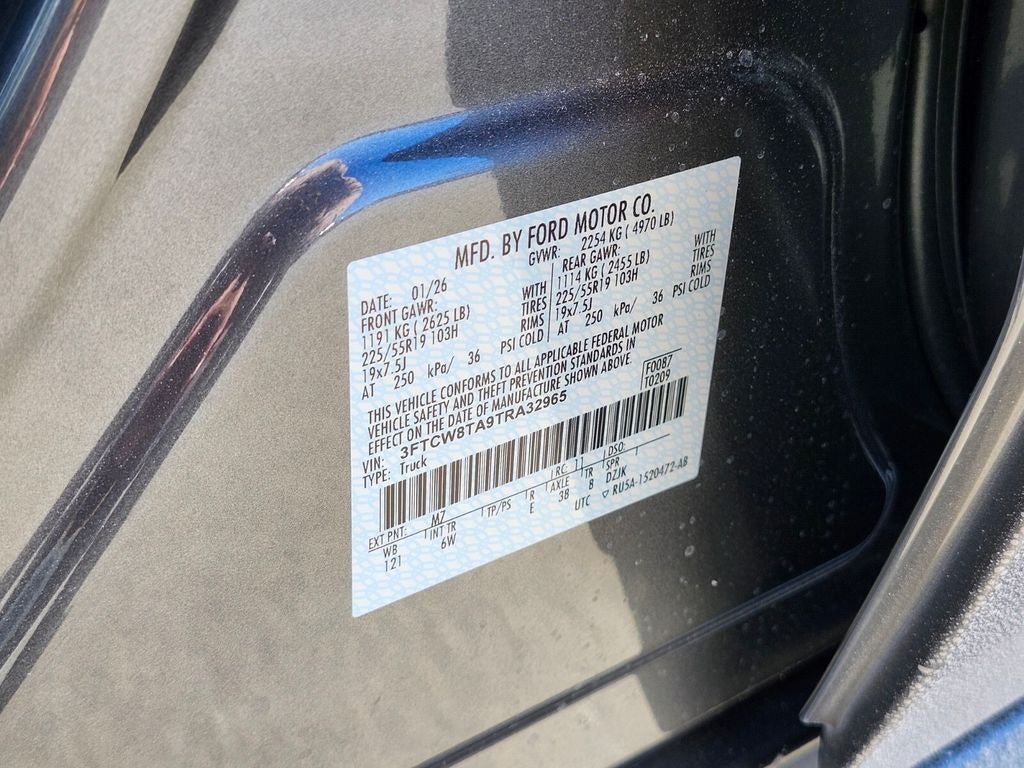 MFD. BY FORD MOTOR CO.
DATE: 01/26
GVWR: 2254 KG ( 4970 LB)
FRONT GAWR:
1191 KG ( 2625 LB) WITH
225/55R19 103H TIRES
19x7.5J RIMS
AT 250 kPa/ 36 PSI COLD
REAR GAWR:
1114 KG ( 2455 LB) WITH
225/55R19 103H TIRES
19x7.5J RIMS
AT 250 kPa/ 36 PSI COLD
THIS VEHICLE CONFORMS TO ALL APPLICABLE FEDERAL MOTOR
VEHICLE SAFETY AND THEFT PREVENTION STANDARDS IN
EFFECT ON THE DATE OF MANUFACTURE SHOWN ABOVE.
VIN: 3FTCW8TA9TRA32965
TYPE: Truck
F0087
T0209
EXT PNT: M7 RC: 11 DSO:
WB INT TR TP/PS R AXLE TR SPR
121 6W E 38 8 DZJK
UTC ▽ RU5A-1520472-AB